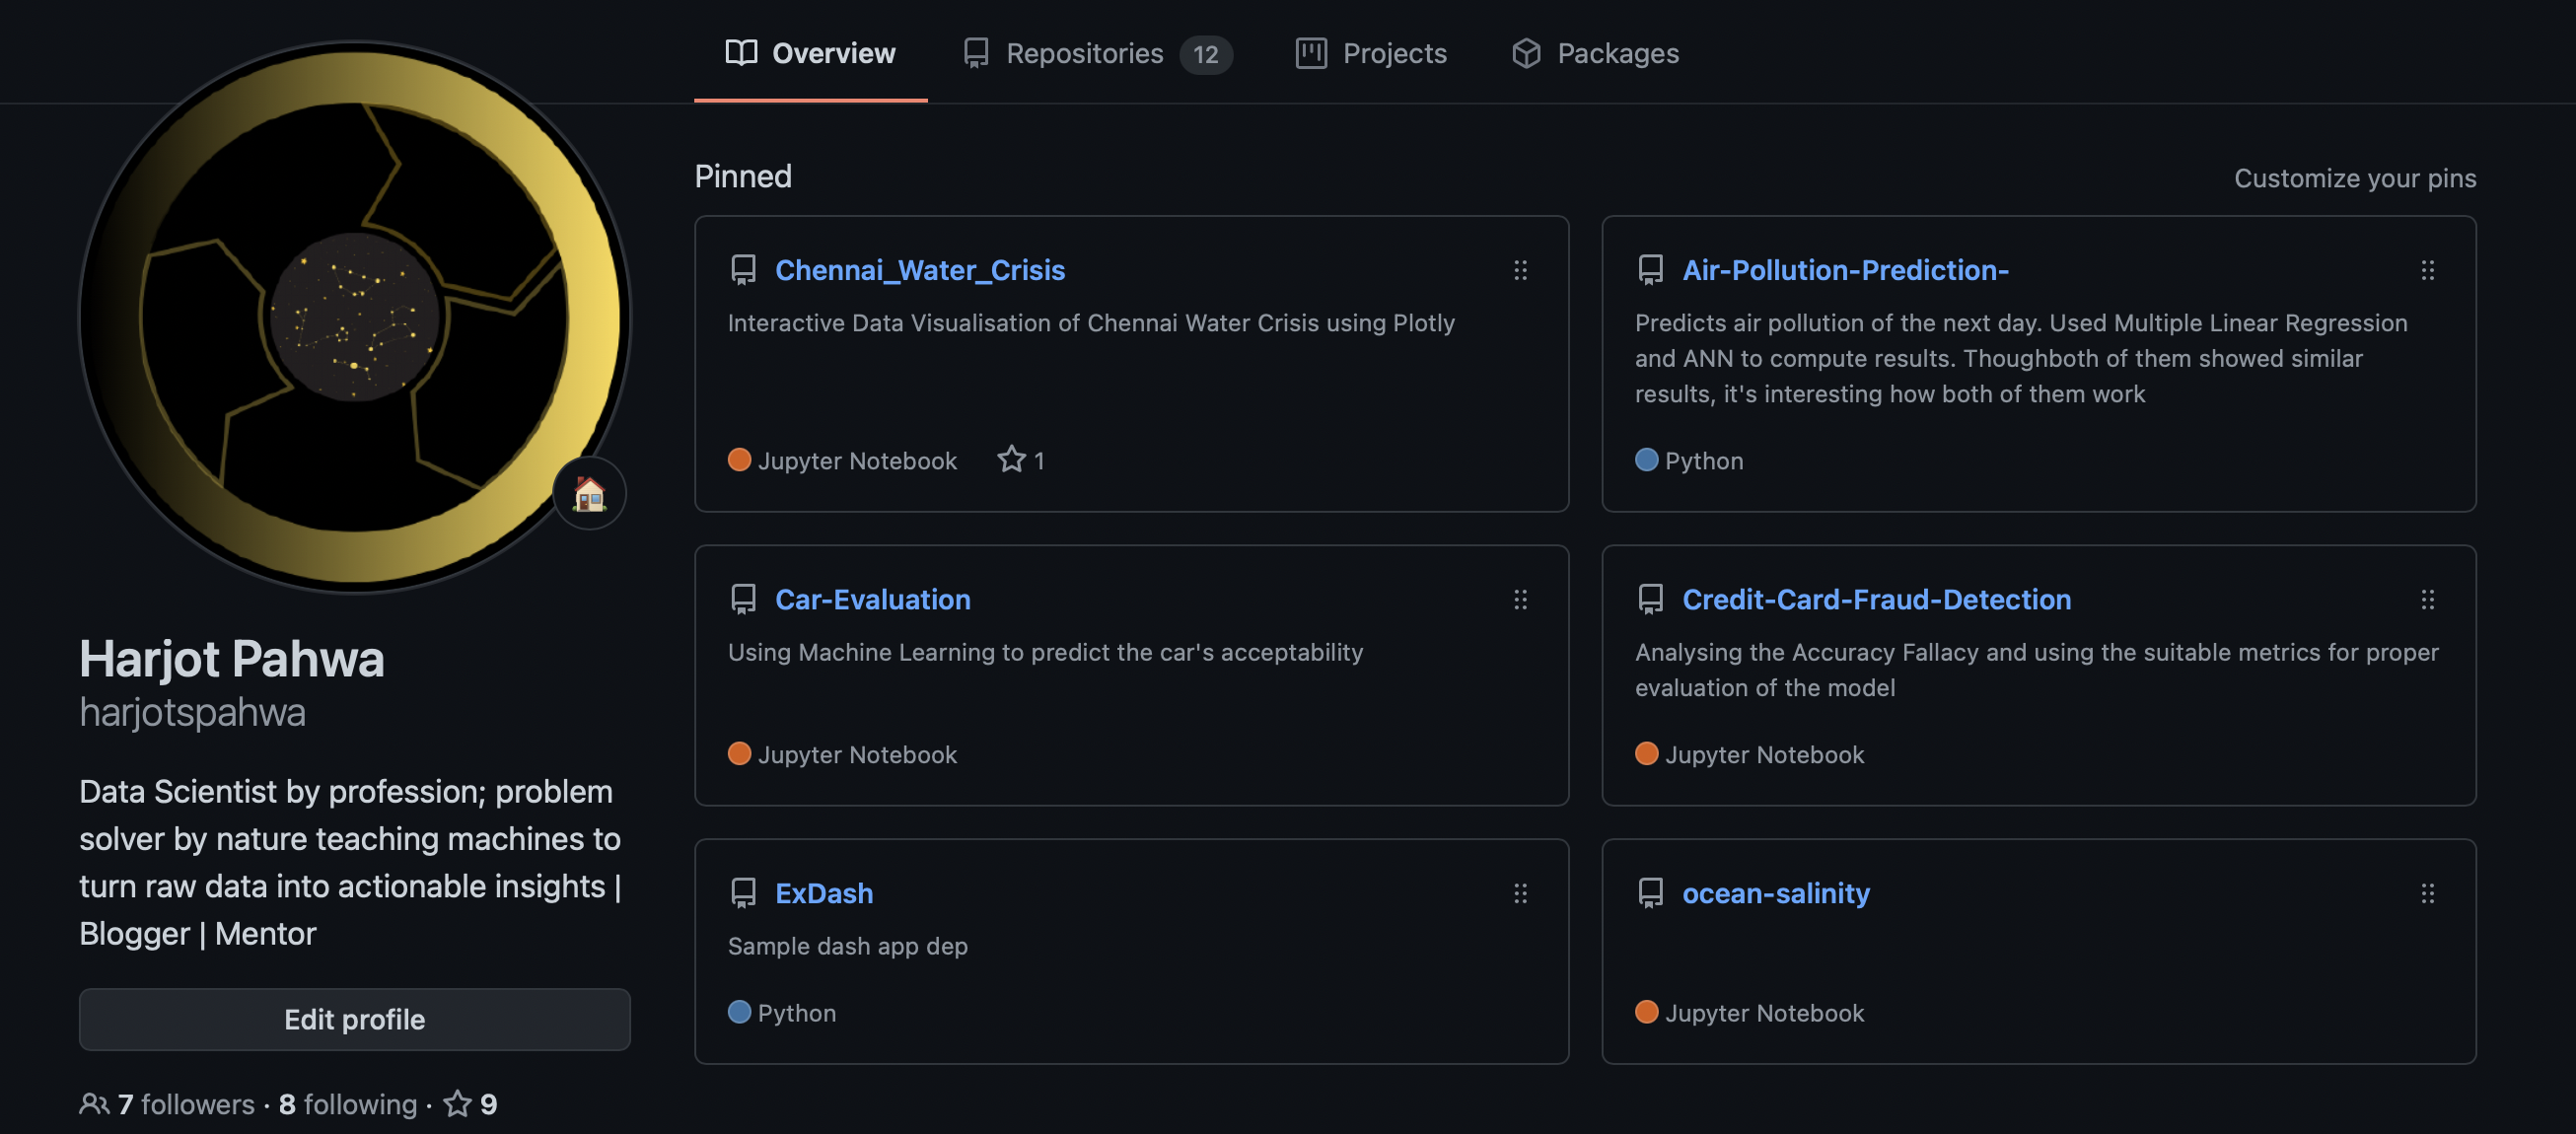 Overview Repositories 12 Projects Packages
Pinned
Customize your pins
Chennai_Water_Crisis
Interactive Data Visualisation of Chennai Water Crisis using Plotly
Jupyter Notebook 1
Air-Pollution-Prediction-
Predicts air pollution of the next day. Used Multiple Linear Regression
and ANN to compute results. Thoughboth of them showed similar
results, it's interesting how both of them work
Python
Car-Evaluation
Using Machine Learning to predict the car's acceptability
Jupyter Notebook
Credit-Card-Fraud-Detection
Analysing the Accuracy Fallacy and using the suitable metrics for proper
evaluation of the model
Jupyter Notebook
ExDash
Sample dash app dep
Python
ocean-salinity
Jupyter Notebook
Harjot Pahwa
harjotspahwa
Data Scientist by profession; problem
solver by nature teaching machines to
turn raw data into actionable insights |
Blogger | Mentor
Edit profile
7 followers · 8 following · 9